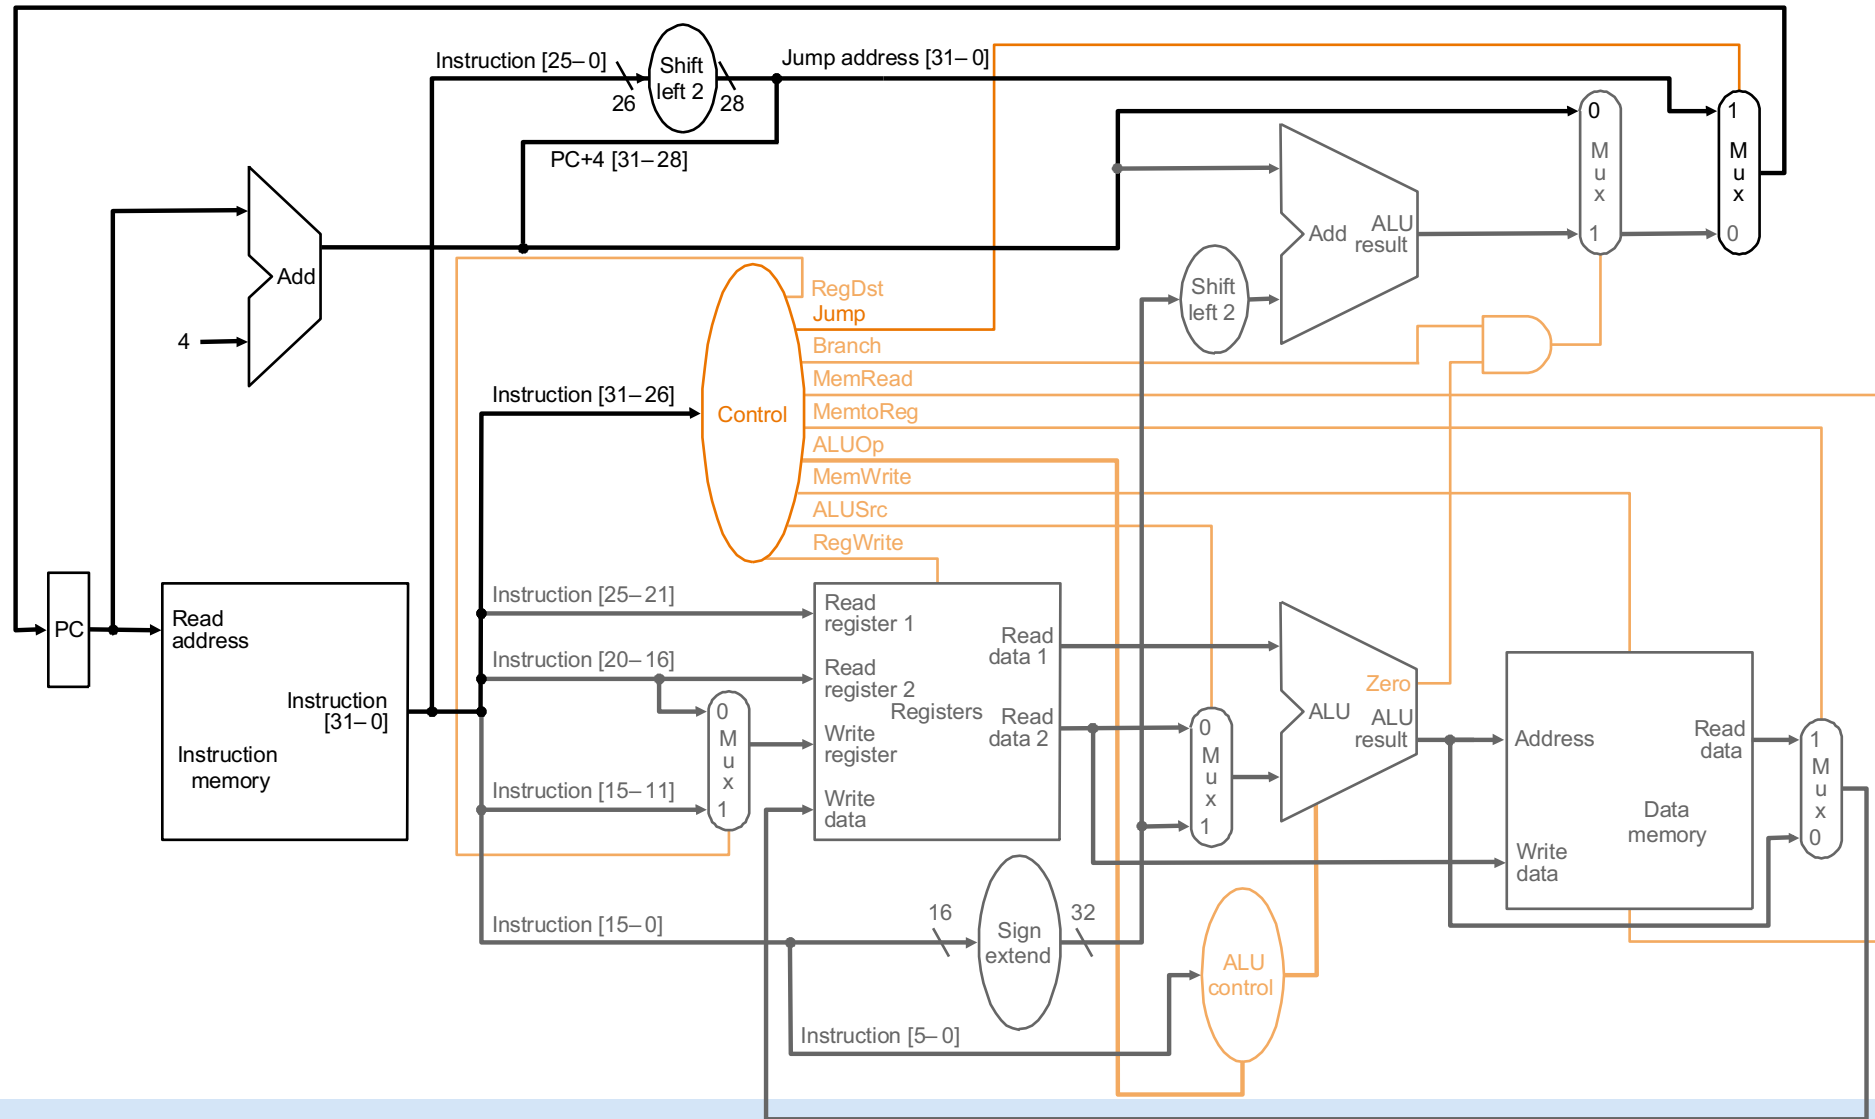 Instruction [25–0]
26
Shift
left 2
28
Jump address [31–0]
PC+4 [31–28]
Add
4
0
M
u
x
1
1
M
u
x
0
Add
ALU
result
Shift
left 2
RegDst
Jump
Branch
MemRead
MemtoReg
ALUOp
MemWrite
ALUSrc
RegWrite
Control
Instruction [31–26]
PC
Read
address
Instruction
[31–0]
Instruction
memory
Instruction [25–21]
Instruction [20–16]
Instruction [15–11]
0
M
u
x
1
Read
register 1
Read
register 2
Write
register
Write
data
Registers
Read
data 1
Read
data 2
0
M
u
x
1
Zero
ALU
ALU
result
Address
Write
data
Read
data
Data
memory
1
M
u
x
0
Instruction [15–0]
16
Sign
extend
32
ALU
control
Instruction [5–0]